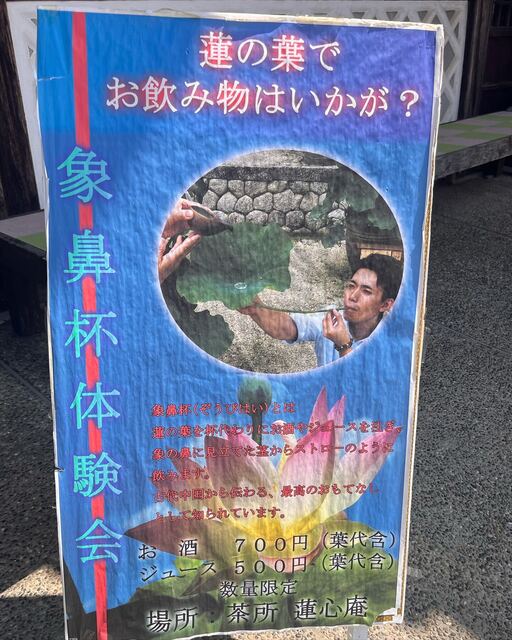 蓮の葉で
お飲み物はいかが？
象鼻杯体験会
象鼻杯(ぞうびはい)とは
蓮の葉を杯代わりにお酒やジュースを注ぎ、
象の鼻に見立てた茎からストローのように
飲みます。
古代中国から伝わる、最高のおもてなし
として知られています。
お 酒 ７００円（葉代含）
ジュース ５００円（葉代含）
数量限定
場所：茶所 蓮心庵